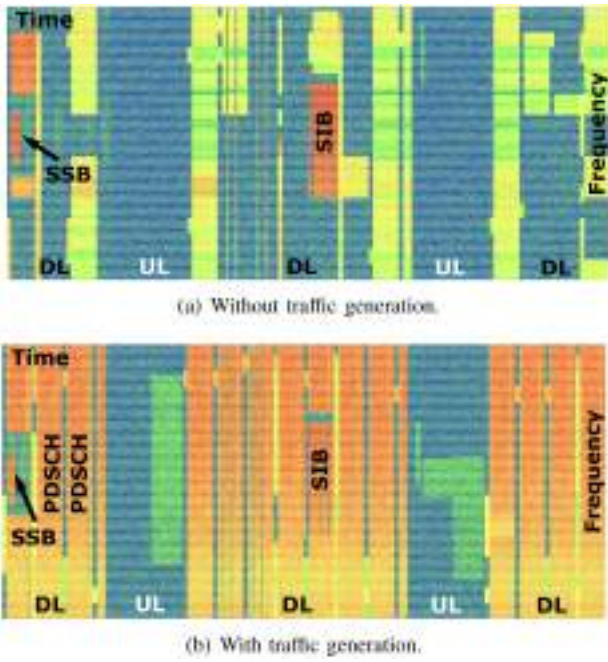 Time
SSB
SIB
Frequency
DL
UL
DL
UL
DL
(a) Without traffic generation.
Time
PDSCH
PDSCH
SSB
SIB
Frequency
DL
UL
DL
UL
DL
(b) With traffic generation.